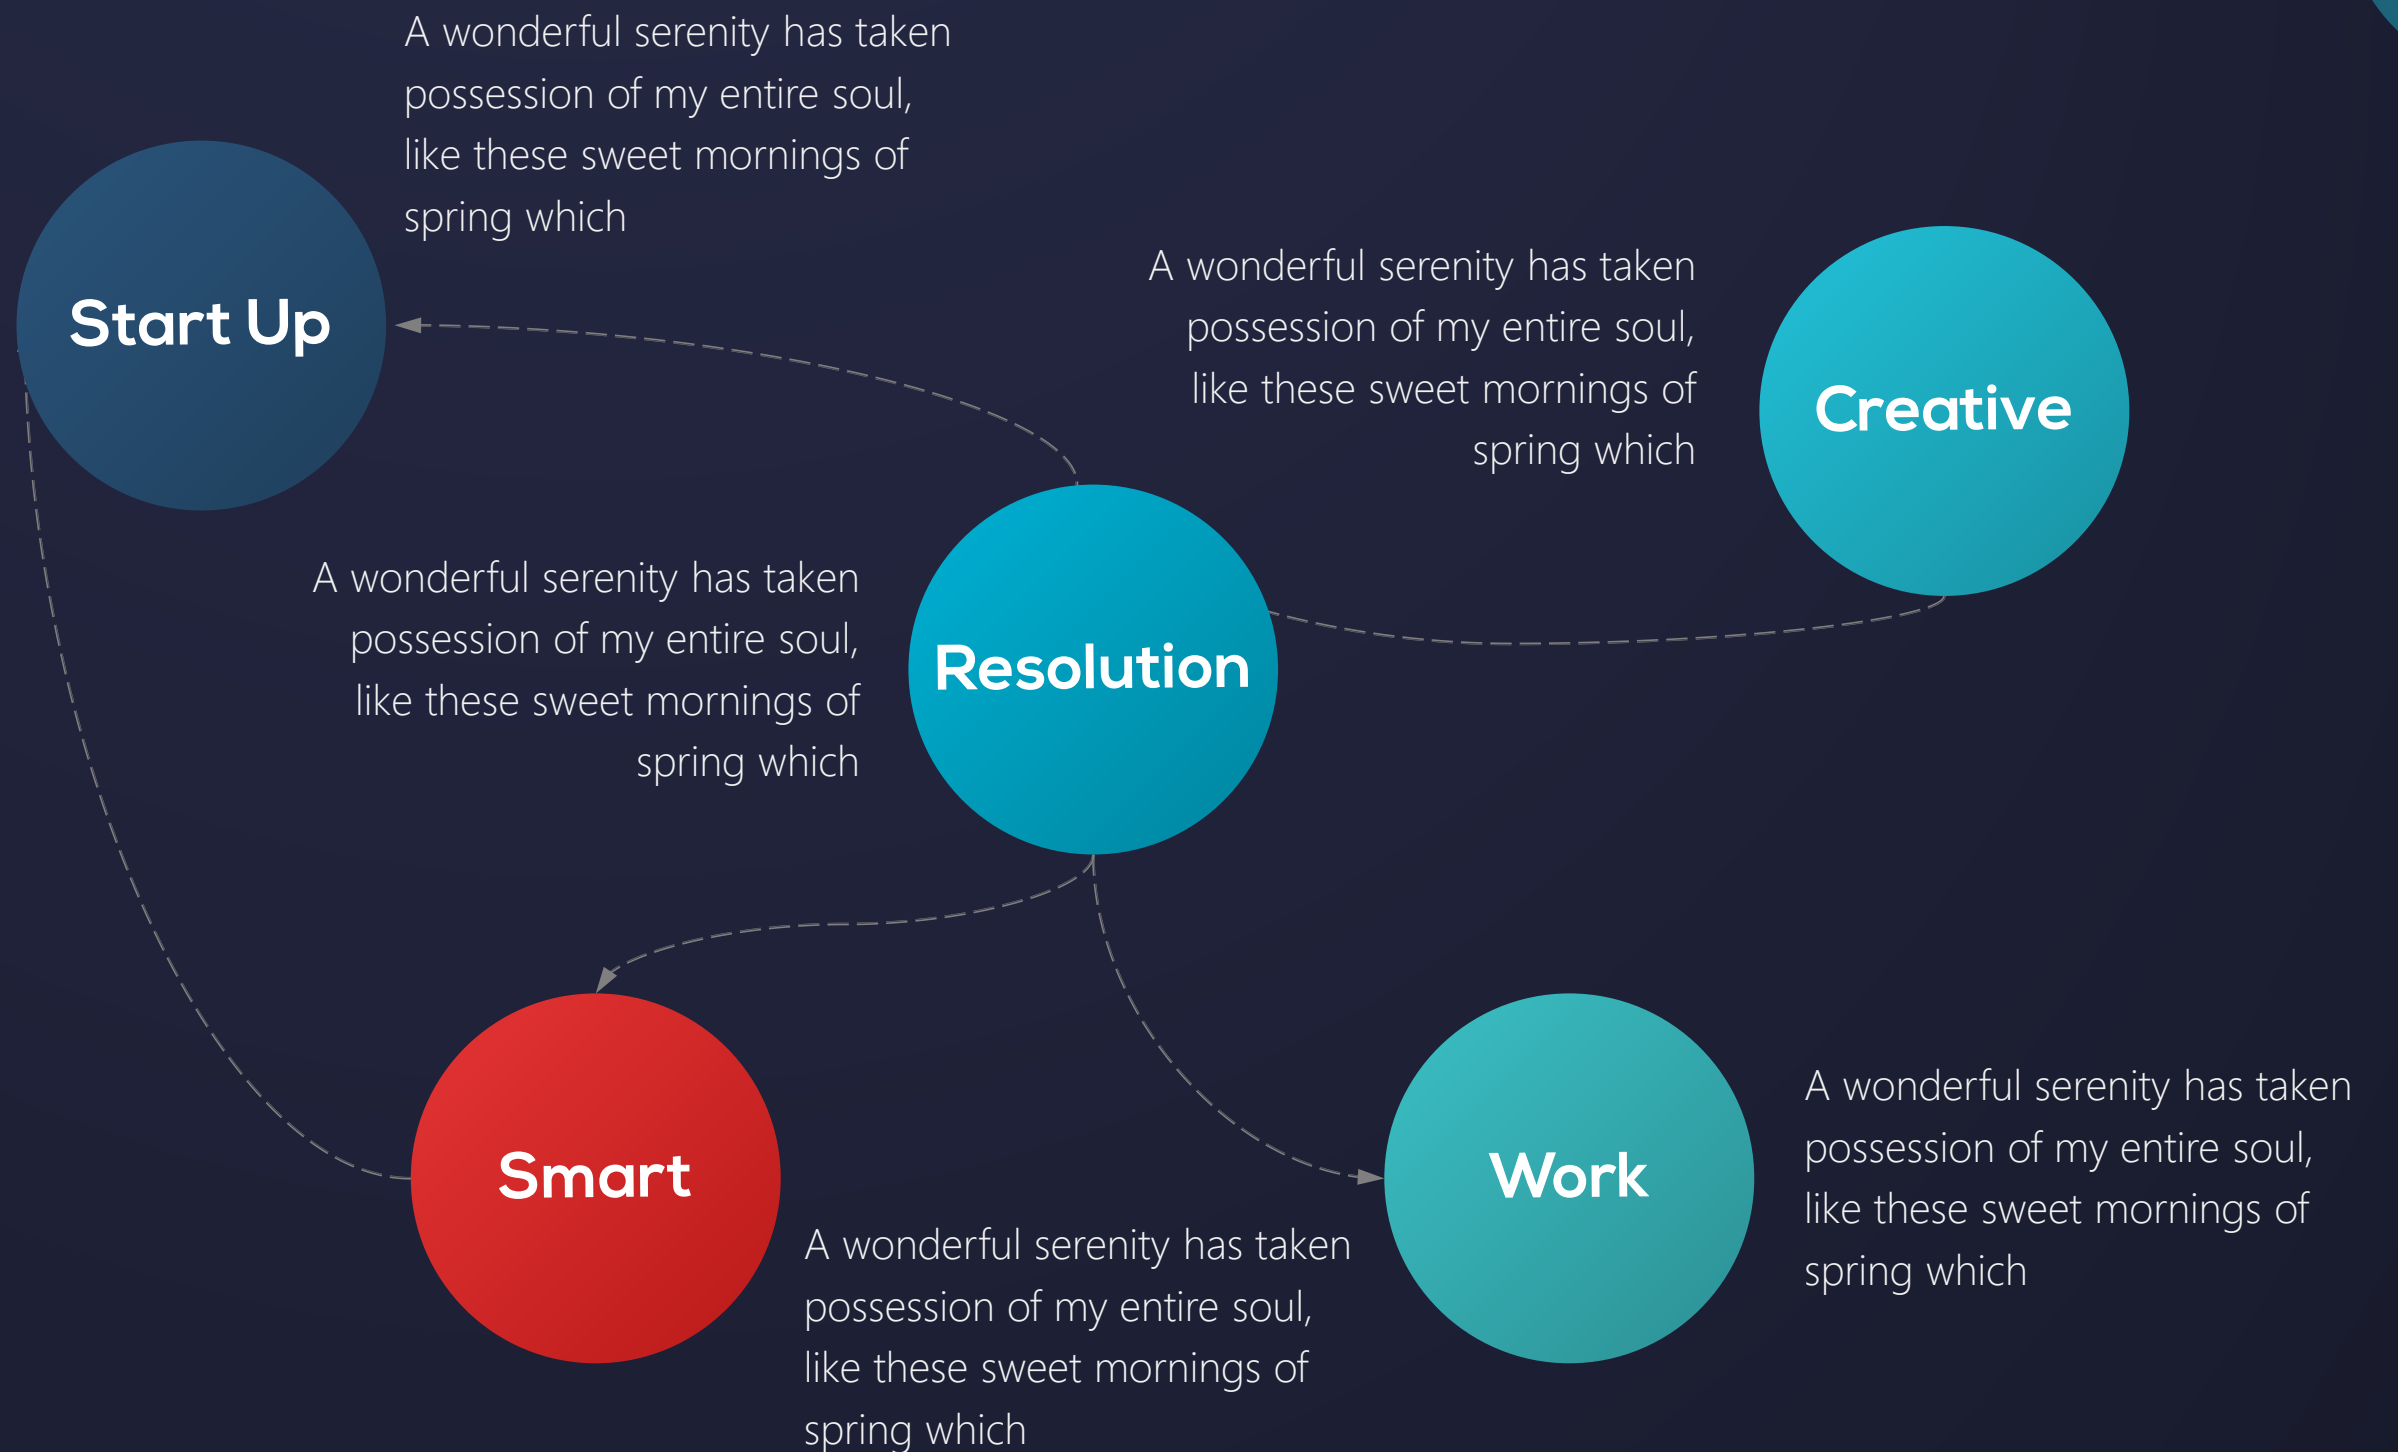 A wonderful serenity has taken
possession of my entire soul,
like these sweet mornings of
spring which
Start Up
A wonderful serenity has taken
possession of my entire soul,
like these sweet mornings of
spring which
Creative
A wonderful serenity has taken
possession of my entire soul,
like these sweet mornings of
spring which
Resolution
Smart
A wonderful serenity has taken
possession of my entire soul,
like these sweet mornings of
spring which
Work
A wonderful serenity has taken
possession of my entire soul,
like these sweet mornings of
spring which